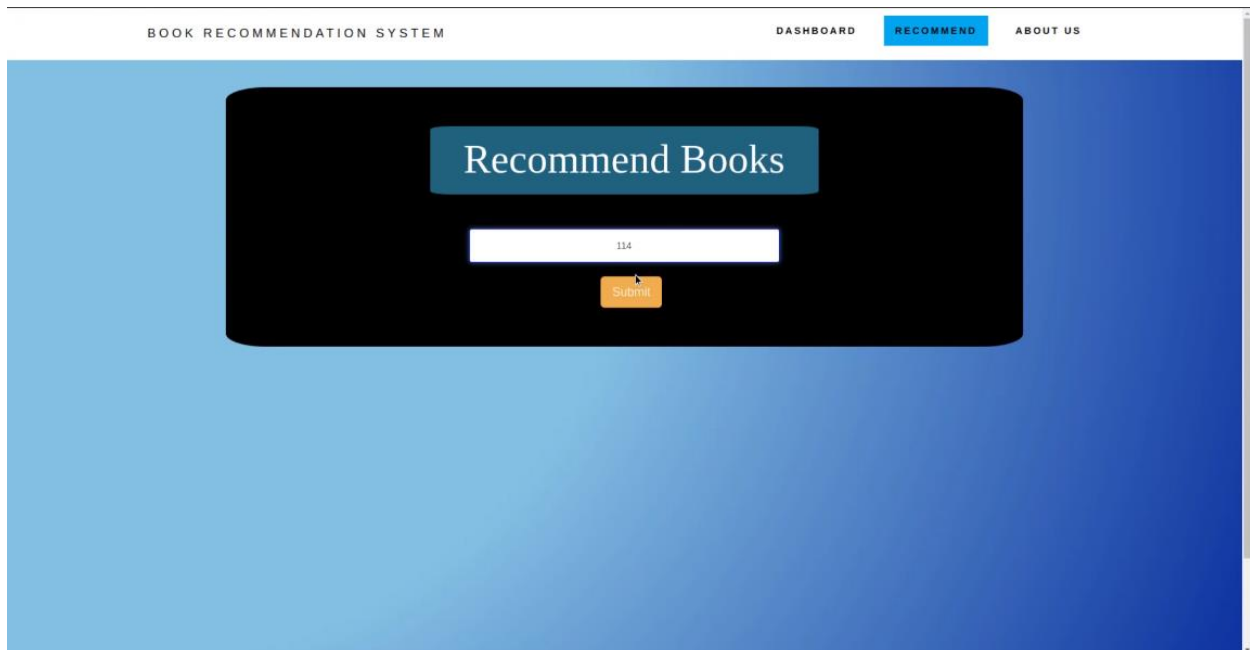 BOOK RECOMMENDATION SYSTEM
DASHBOARD RECOMMEND ABOUT US
Recommend Books
114
Submit